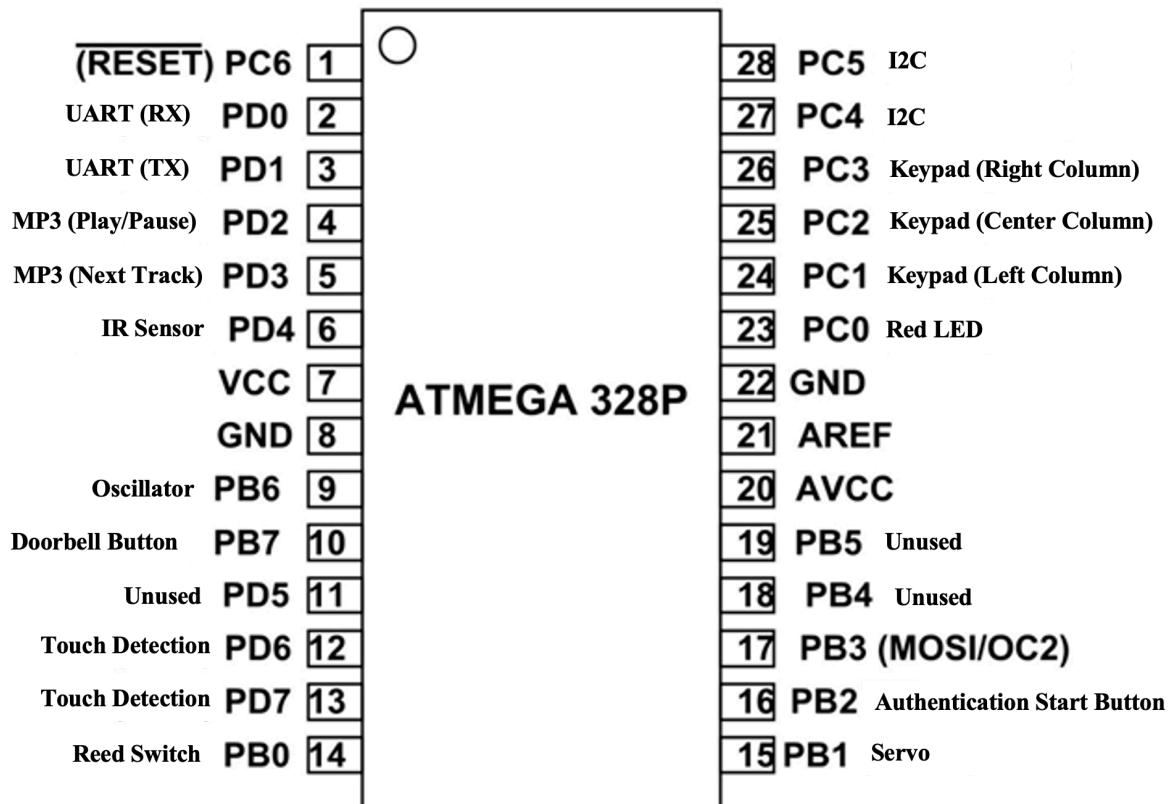 (RESET) PC6 1
UART (RX) PD0 2
UART (TX) PD1 3
MP3 (Play/Pause) PD2 4
MP3 (Next Track) PD3 5
IR Sensor PD4 6
VCC 7
GND 8
Oscillator PB6 9
Doorbell Button PB7 10
Unused PD5 11
Touch Detection PD6 12
Touch Detection PD7 13
Reed Switch PB0 14
ATMEGA 328P
28 PC5 I2C
27 PC4 I2C
26 PC3 Keypad (Right Column)
25 PC2 Keypad (Center Column)
24 PC1 Keypad (Left Column)
23 PC0 Red LED
22 GND
21 AREF
20 AVCC
19 PB5 Unused
18 PB4 Unused
17 PB3 (MOSI/OC2)
16 PB2 Authentication Start Button
15 PB1 Servo